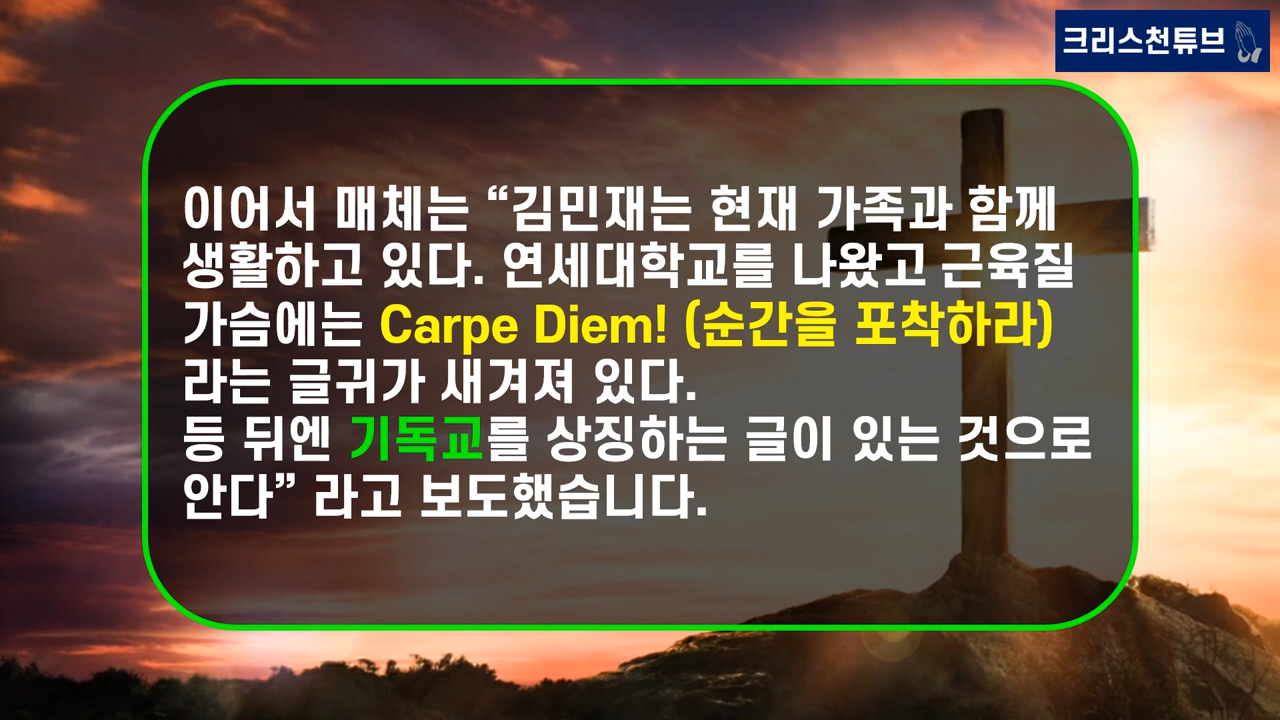 크리스천튜브
이어서 매체는 “김민재는 현재 가족과 함께
생활하고 있다. 연세대학교를 나왔고 근육질
가슴에는 Carpe Diem! (순간을 포착하라)
라는 글귀가 새겨져 있다.
등 뒤엔 기독교를 상징하는 글이 있는 것으로
안다” 라고 보도했습니다.